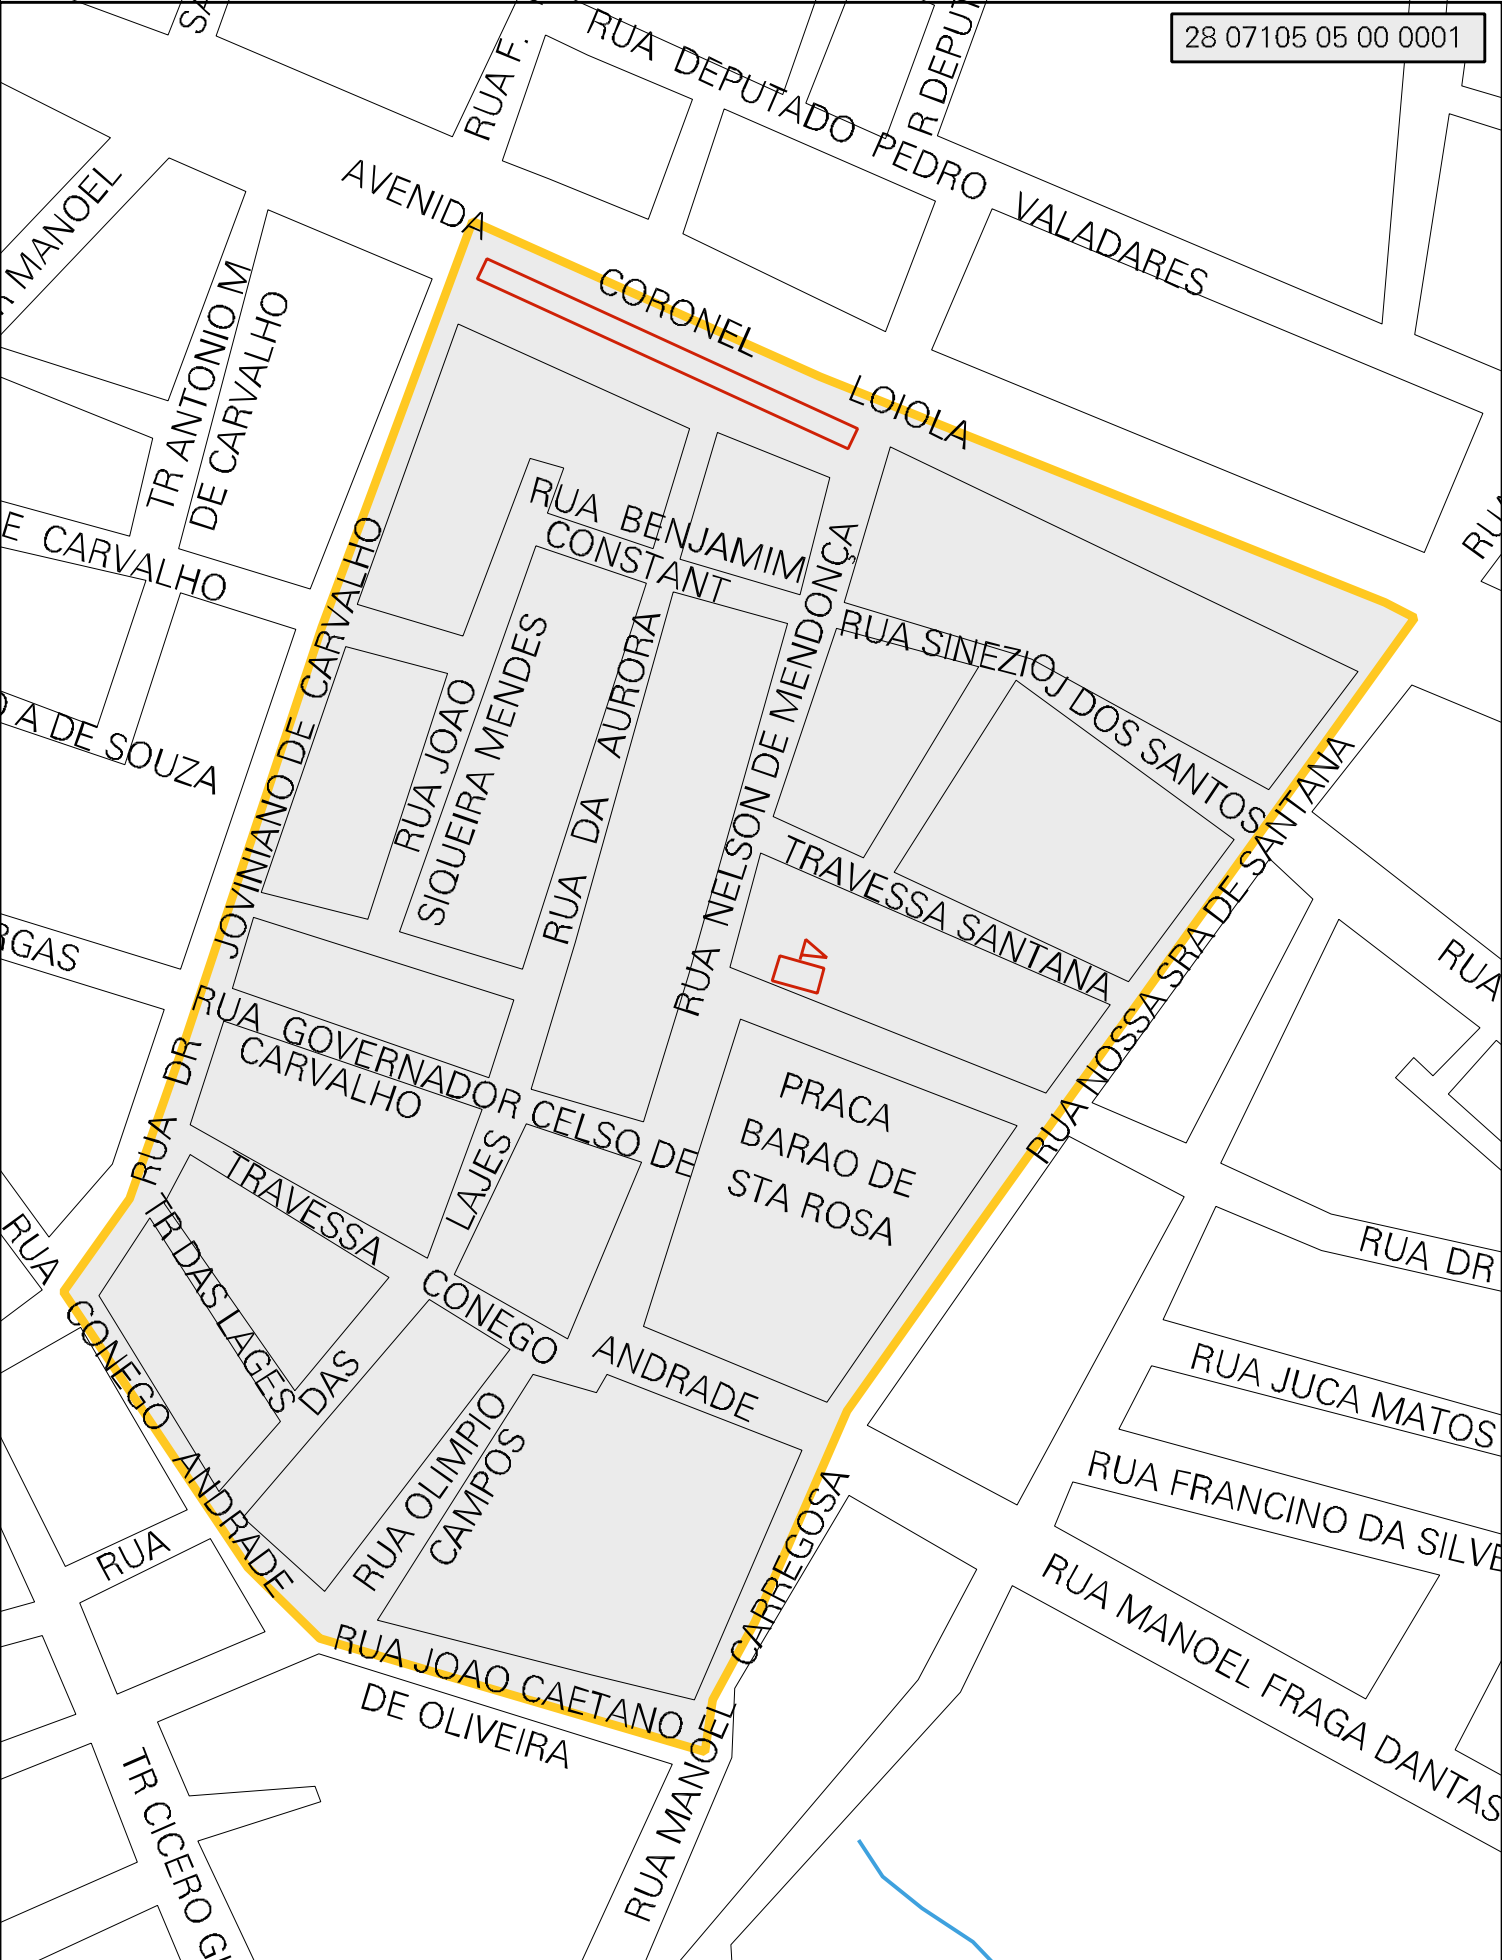 28 07105 05 00 0001
SA
RUA F.
RUA DEPUTADO PEDRO VALADARES
R DEPUT
AVENIDA CORONEL LOIOLA
R MANOEL
TR ANTONIO M
DE CARVALHO
E CARVALHO
RUA BENJAMIM
CONSTANT
RUA SINEZIO J DOS SANTOS
RUA
RUA DR JOVINIANO DE CARVALHO
RUA JOAO
SIQUEIRA MENDES
RUA DA AURORA
RUA NELSON DE MENDONÇA
O A DE SOUZA
TRAVESSA SANTANA
RUA NOSSA SRA DE SANTANA
RGAS
RUA
RUA GOVERNADOR CELSO DE
CARVALHO
PRACA
BARAO DE
STA ROSA
TRAVESSA
DAS
LAJES
TR DAS LAGES
RUA
CONEGO ANDRADE
CONEGO ANDRADE
RUA DR
RUA JUCA MATOS
RUA OLIMPIO
CAMPOS
RUA FRANCINO DA SILVE
RUA
RUA MANOEL FRAGA DANTAS
RUA JOAO CAETANO
DE OLIVEIRA
RUA MANOEL CARREGOSA
TR CICERO GU